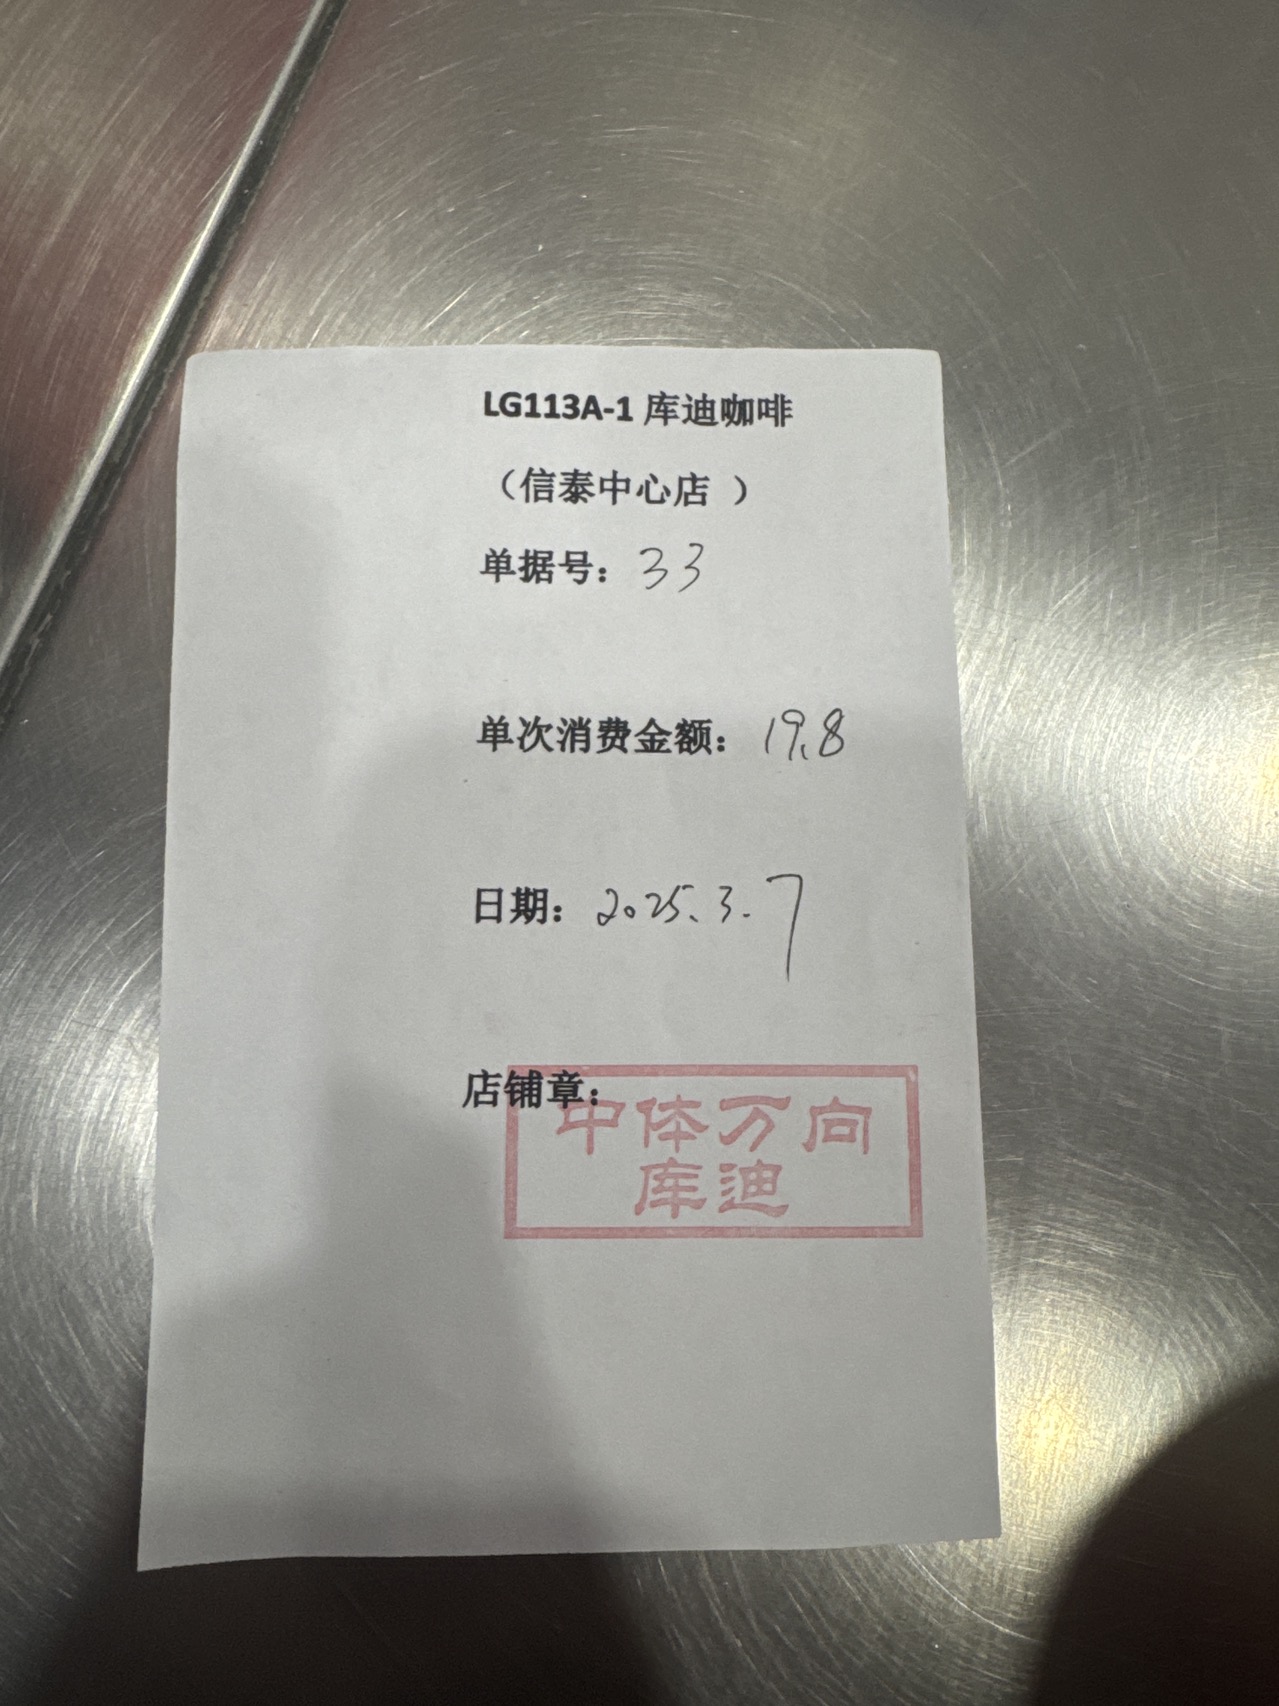 LG113A-1 库迪咖啡
（信泰中心店 ）
单据号：33
单次消费金额：19.8
日期：2025.3.7
店铺章：
中体万向
库迪